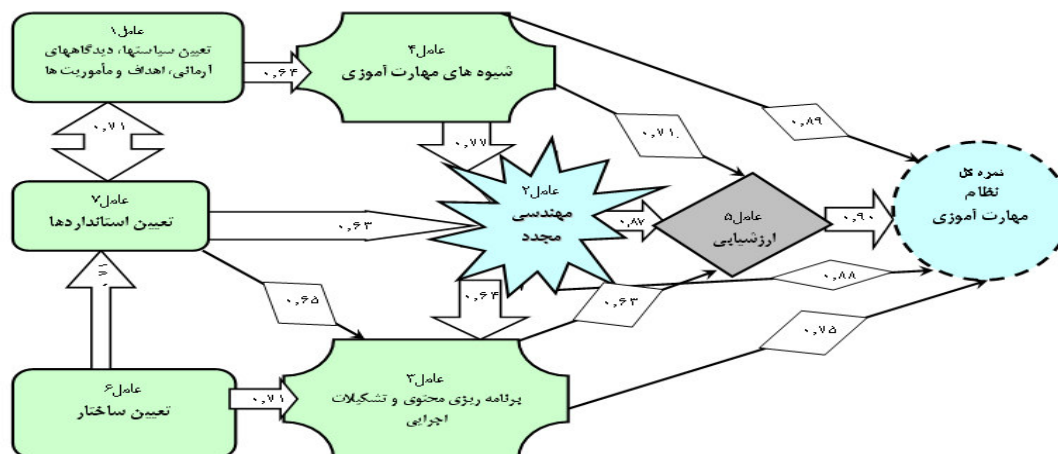 عامل۱
تعیین سیاستها، دیدگاههای
آرمانی، اهداف و مأموریت ها
۰,۶۴
عامل۴
شیوه های مهارت آموزی
۰,۸۹
۰,۷۱
۰,۷۱.
۰,۷۷
عامل۷
تعیین استانداردها
۰,۶۳
عامل۲
مهندسی
مجدد
۰,۸۷
عامل۵
ارزشیابی
۰,۹۰
نمره کل
نظام
مهارت آموزی
۰,۶۵
۰,۶۴
۰,۶۳
۰,۸۸
۰,۷۵
عامل۶
تعیین ساختار
۰,۷۱
عامل۳
برنامه ریزی محتوی و تشکیلات
اجرایی